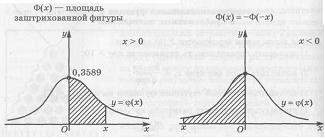 Φ(x) — площадь
заштрихованной фигуры
y
x > 0
0,3589
y = φ(x)
O
x
x
Φ(x) = −Φ(−x)
y
x < 0
y = φ(x)
x
O
x